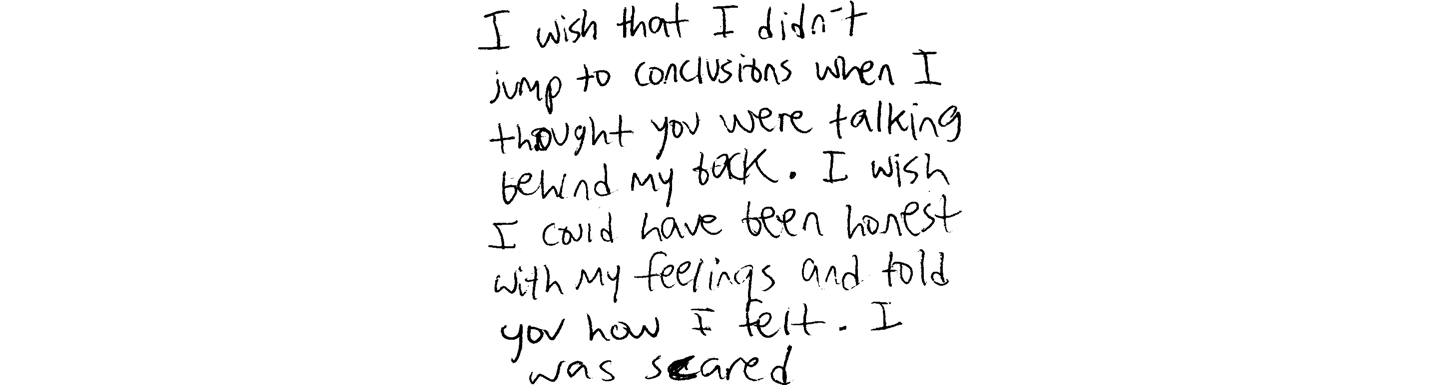 I wish that I didn't
jump to conclusions when I
thought you were talking
behind my back. I wish
I could have been honest
with my feelings and told
you how I felt. I
was scared